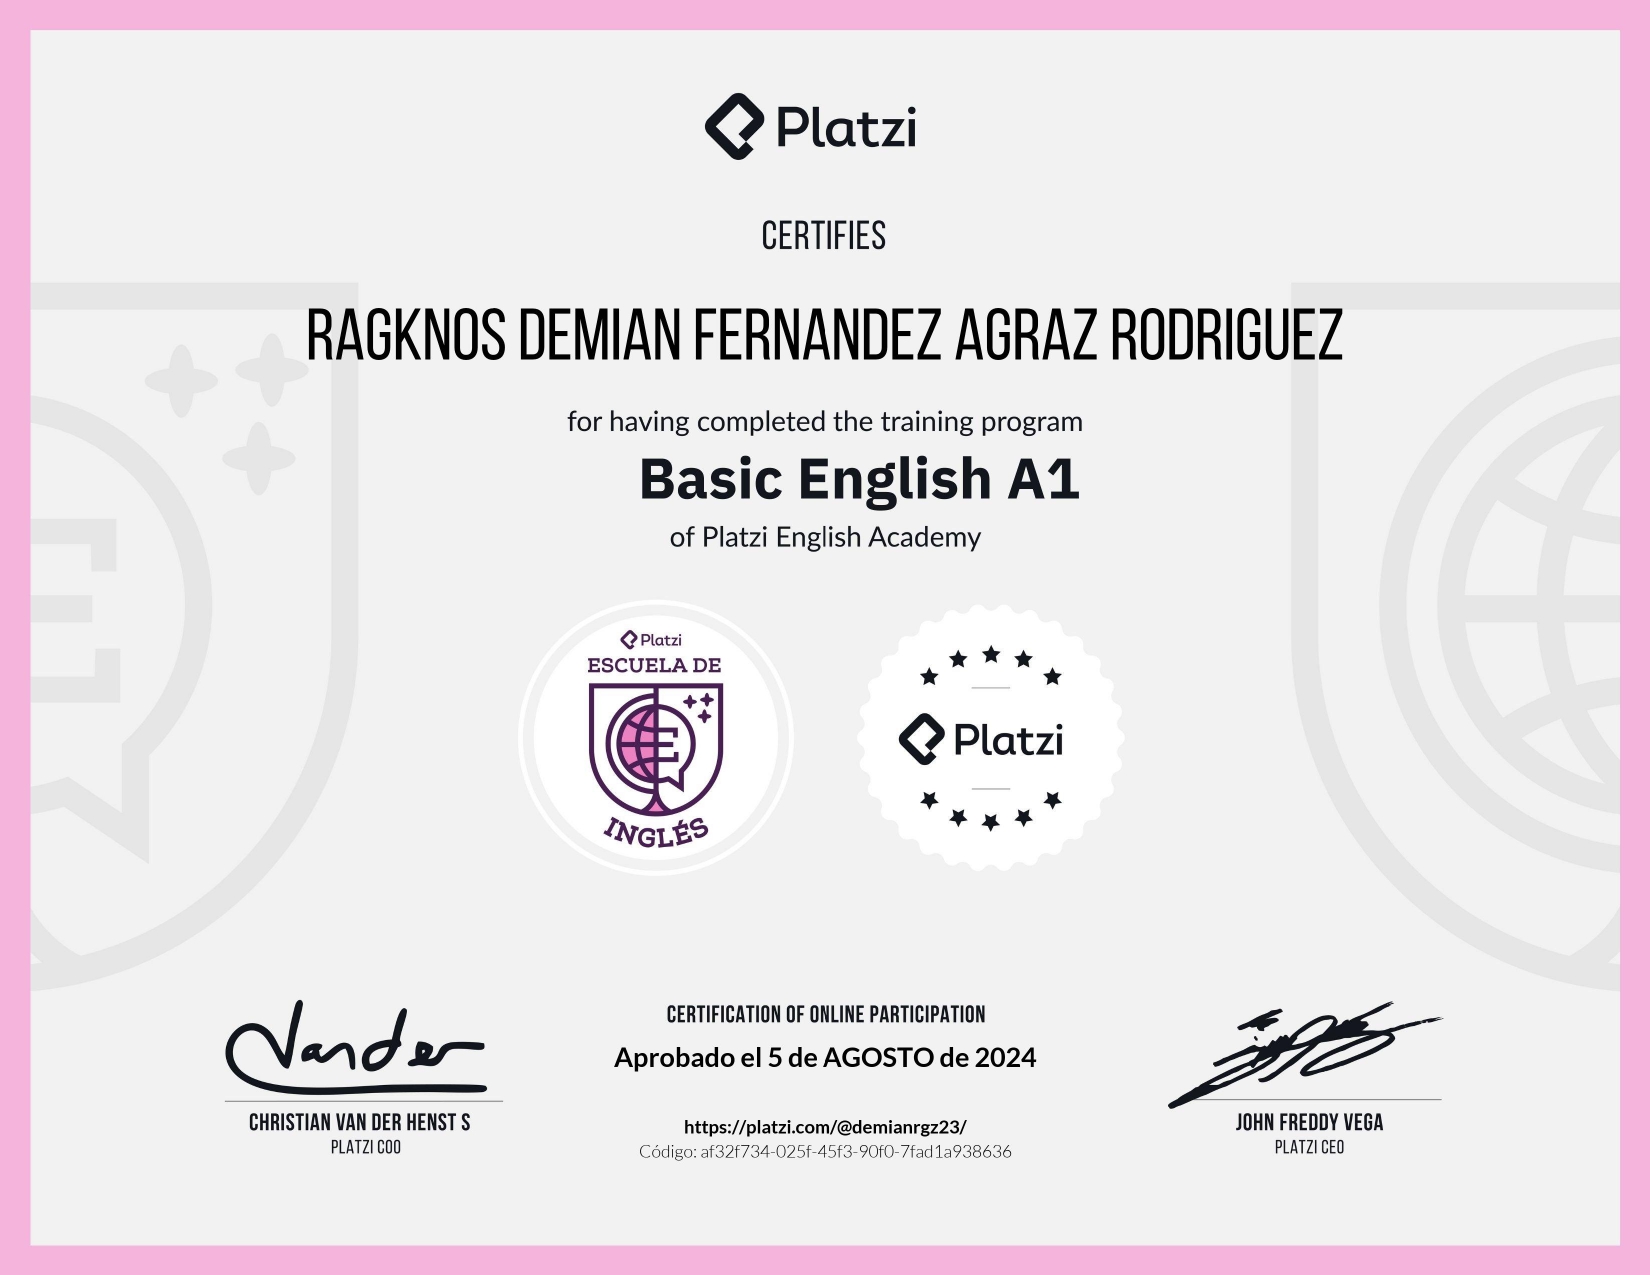 Platzi
CERTIFIES
RAGKNOS DEMIAN FERNANDEZ AGRAZ RODRIGUEZ
for having completed the training program
Basic English A1
of Platzi English Academy
Platzi
ESCUELA DE
E
INGLÉS
Platzi
Vander
CERTIFICATION OF ONLINE PARTICIPATION
Aprobado el 5 de AGOSTO de 2024
CHRISTIAN VAN DER HENST S
PLATZI COO
https://platzi.com/@demianrgz23/
Código: af32f734-025f-45f3-90f0-7fad1a938636
JOHN FREDDY VEGA
PLATZI CEO